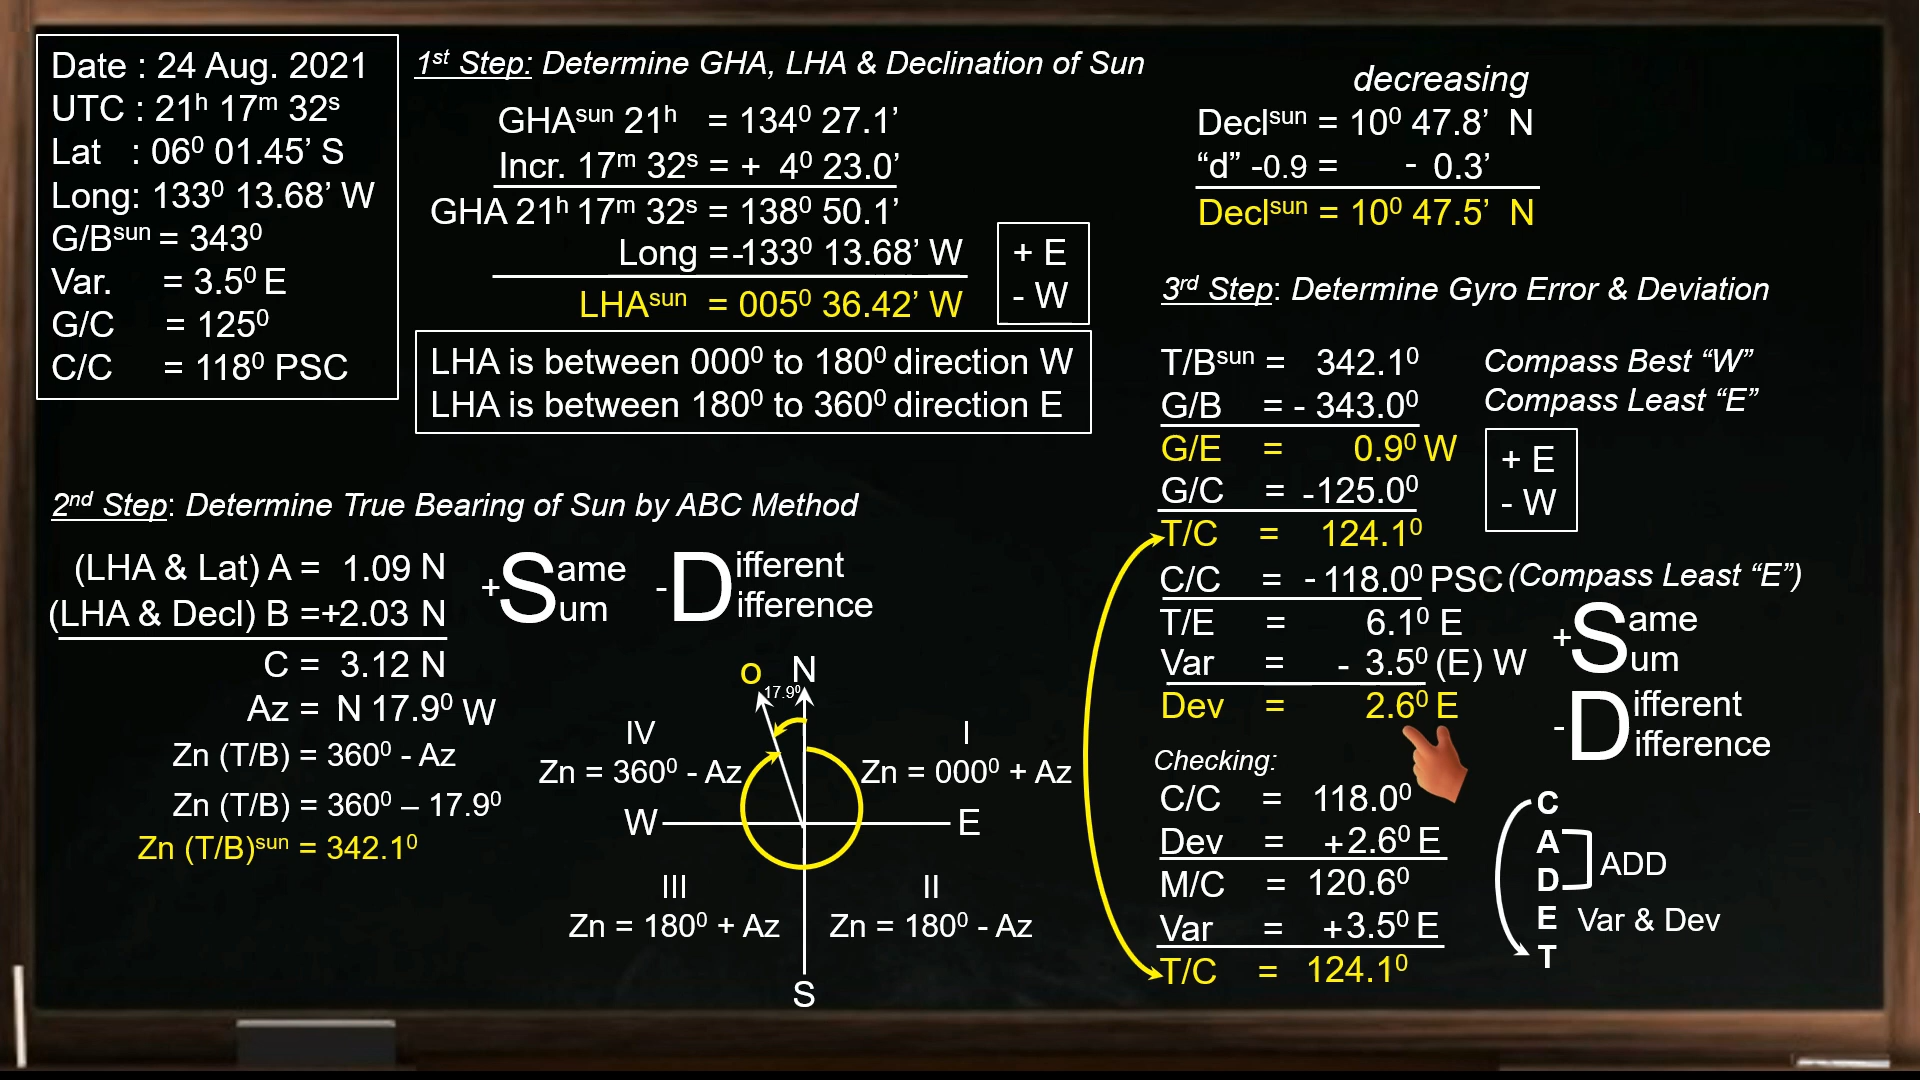 Date : 24 Aug. 2021
UTC : 21ʰ 17ᵐ 32ˢ
Lat : 06⁰ 01.45’ S
Long: 133⁰ 13.68’ W
G/Bˢᵘⁿ = 343⁰
Var. = 3.5⁰ E
G/C = 125⁰
C/C = 118⁰ PSC
1ˢᵗ Step: Determine GHA, LHA & Declination of Sun
GHAˢᵘⁿ 21ʰ = 134⁰ 27.1’
Incr. 17ᵐ 32ˢ = + 4⁰ 23.0’
GHA 21ʰ 17ᵐ 32ˢ = 138⁰ 50.1’
Long =-133⁰ 13.68’ W
LHAˢᵘⁿ = 005⁰ 36.42’ W
+ E
- W
LHA is between 000⁰ to 180⁰ direction W
LHA is between 180⁰ to 360⁰ direction E
decreasing
Declˢᵘⁿ = 10⁰ 47.8’ N
“d” -0.9 = - 0.3’
Declˢᵘⁿ = 10⁰ 47.5’ N
2ⁿᵈ Step: Determine True Bearing of Sun by ABC Method
(LHA & Lat) A = 1.09 N
(LHA & Decl) B =+2.03 N
C = 3.12 N
Az = N 17.9⁰ W
Zn (T/B) = 360⁰ - Az
Zn (T/B) = 360⁰ – 17.9⁰
Zn (T/B)ˢᵘⁿ = 342.1⁰
+Same
Sum
-Different
Difference
O N
17.9⁰
IV I
Zn = 360⁰ - Az Zn = 000⁰ + Az
W E
III II
Zn = 180⁰ + Az Zn = 180⁰ - Az
S
3ʳᵈ Step: Determine Gyro Error & Deviation
T/Bˢᵘⁿ = 342.1⁰
G/B = - 343.0⁰
G/E = 0.9⁰ W
G/C = -125.0⁰
T/C = 124.1⁰
C/C = - 118.0⁰ PSC (Compass Least “E”)
T/E = 6.1⁰ E
Var = - 3.5⁰ (E) W
Dev = 2.6⁰ E
Compass Best “W”
Compass Least “E”
+ E
- W
+Same
Sum
-Different
Difference
Checking:
C/C = 118.0⁰
Dev = +2.6⁰ E
M/C = 120.6⁰
Var = +3.5⁰ E
T/C = 124.1⁰
C
A
D
E
T
ADD
Var & Dev